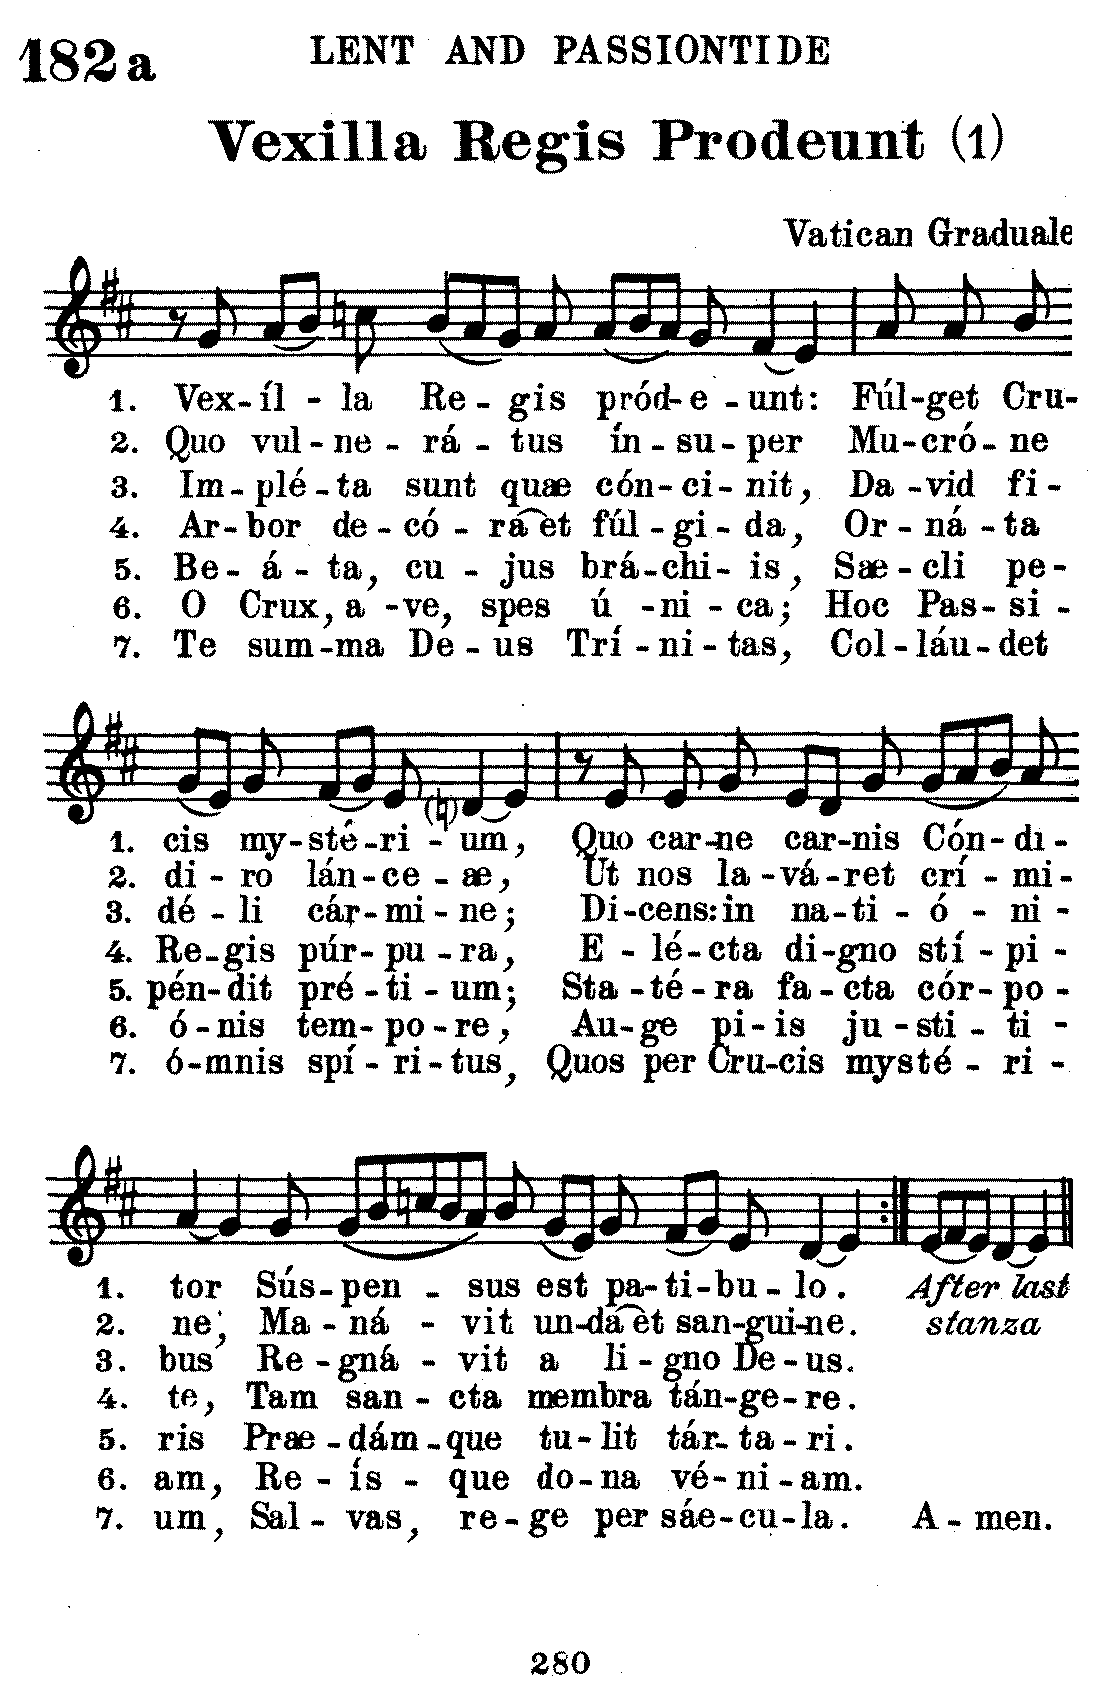 182a
LENT AND PASSIONTIDE
Vexilla Regis Prodeunt (1)
Vatican Graduale
1. Vex-íl - la Re - gis pród-e - unt: Fúl-get Cru-
2. Quo vul-ne - rá - tus ín - su - per Mu-cró - ne
3. Im-plé-ta sunt quæ cón-ci-nit, Da-vid fi-
4. Ar-bor de-có - ra et fúl-gi-da, Or-ná-ta
5. Be-á-ta, cu - jus brá-chi-is, Sæ-cli pe-
6. O Crux, a-ve, spes ú-ni-ca; Hoc Pas-si-
7. Te sum-ma De-us Trí-ni-tas, Col-láu-det
1. cis my-sté-ri - um, Quo car-ne car-nis Cón-di-
2. di-ro lán-ce-æ, Ut nos la-vá-ret crí-mi-
3. dé-li cár-mi-ne; Di-cens: in na-ti-ó-ni-
4. Re-gis púr-pu-ra, E-lé-cta di-gno stí-pi-
5. pén-dit pré-ti-um; Sta-té-ra fa-cta cór-po-
6. ó-nis tem-po-re, Au-ge pi-is ju-sti-ti-
7. ó-mnis spí-ri-tus, Quos per Cru-cis mysté-ri-
1. tor Sús-pen - sus est pa-ti-bu-lo. After last
2. ne, Ma-ná - vit un-da et san-gui-ne. stanza
3. bus Re-gná - vit a li-gno De-us.
4. te, Tam san-cta membra tán-ge-re.
5. ris Præ-dám-que tu-lit tár-ta-ri.
6. am, Re-ís - que do-na vé-ni-am.
7. um, Sal-vas, re-ge per sáe-cu-la. A-men.
280